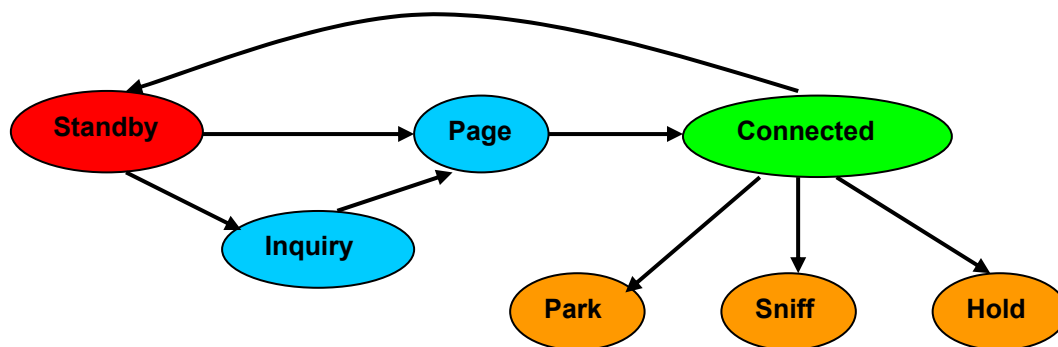 Standby
Page
Connected
Inquiry
Park
Sniff
Hold